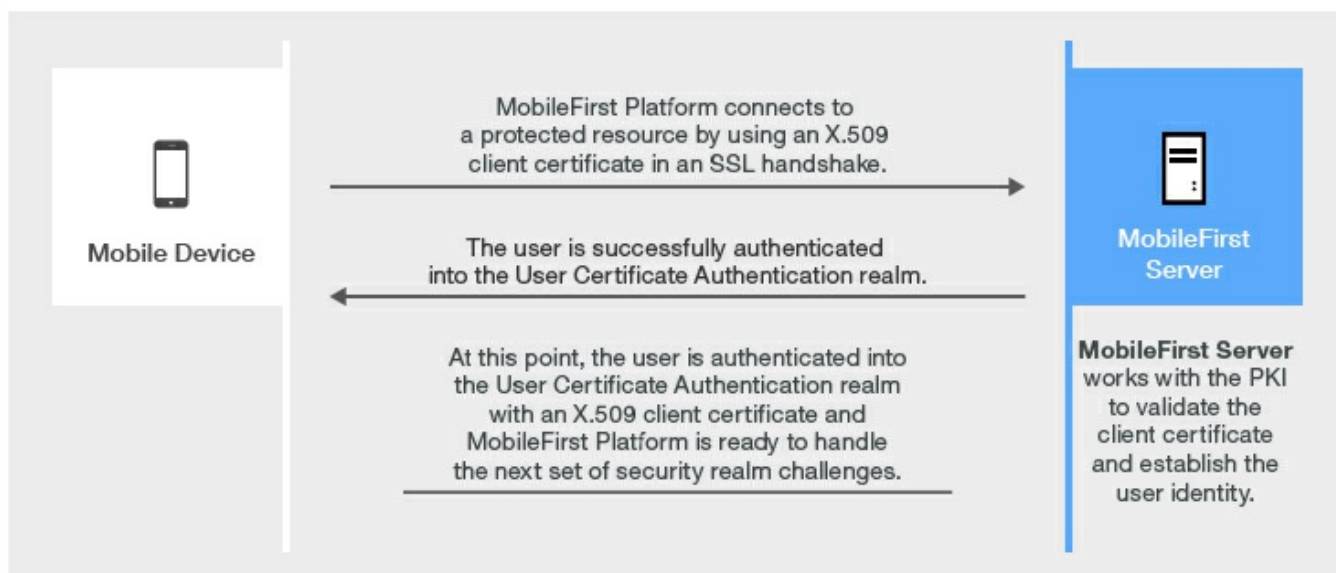 MobileFirst Platform connects to
a protected resource by using an X.509
client certificate in an SSL handshake.
Mobile Device
The user is successfully authenticated
into the User Certificate Authentication realm.
MobileFirst
Server
At this point, the user is authenticated into
the User Certificate Authentication realm
with an X.509 client certificate and
MobileFirst Platform is ready to handle
the next set of security realm challenges.
MobileFirst Server
works with the PKI
to validate the
client certificate
and establish the
user identity.